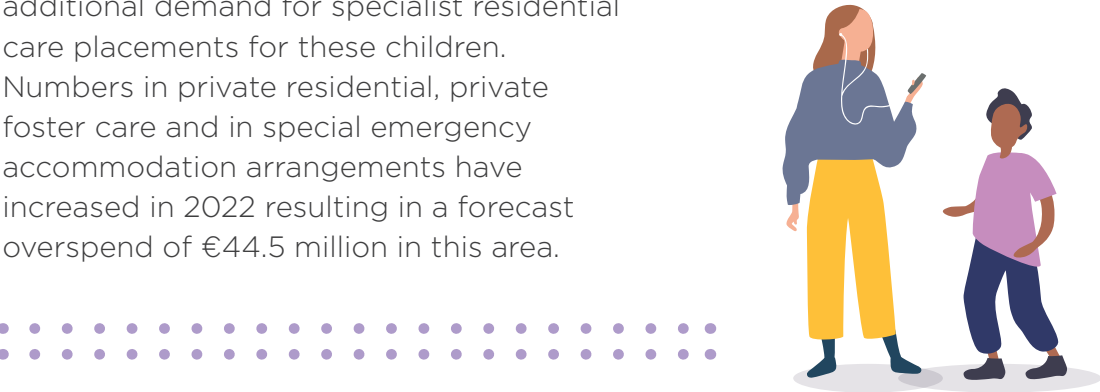 additional demand for specialist residential
care placements for these children.
Numbers in private residential, private
foster care and in special emergency
accommodation arrangements have
increased in 2022 resulting in a forecast
overspend of €44.5 million in this area.